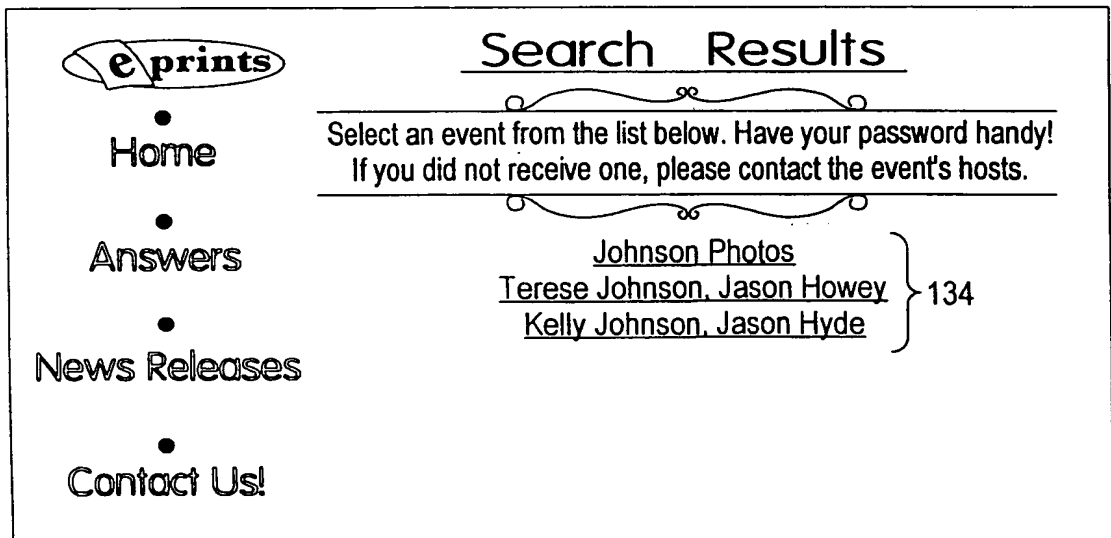 e prints
Home
Answers
News Releases
Contact Us!
Search Results
Select an event from the list below. Have your password handy!
If you did not receive one, please contact the event's hosts.
Johnson Photos
Terese Johnson, Jason Howey
Kelly Johnson, Jason Hyde
134